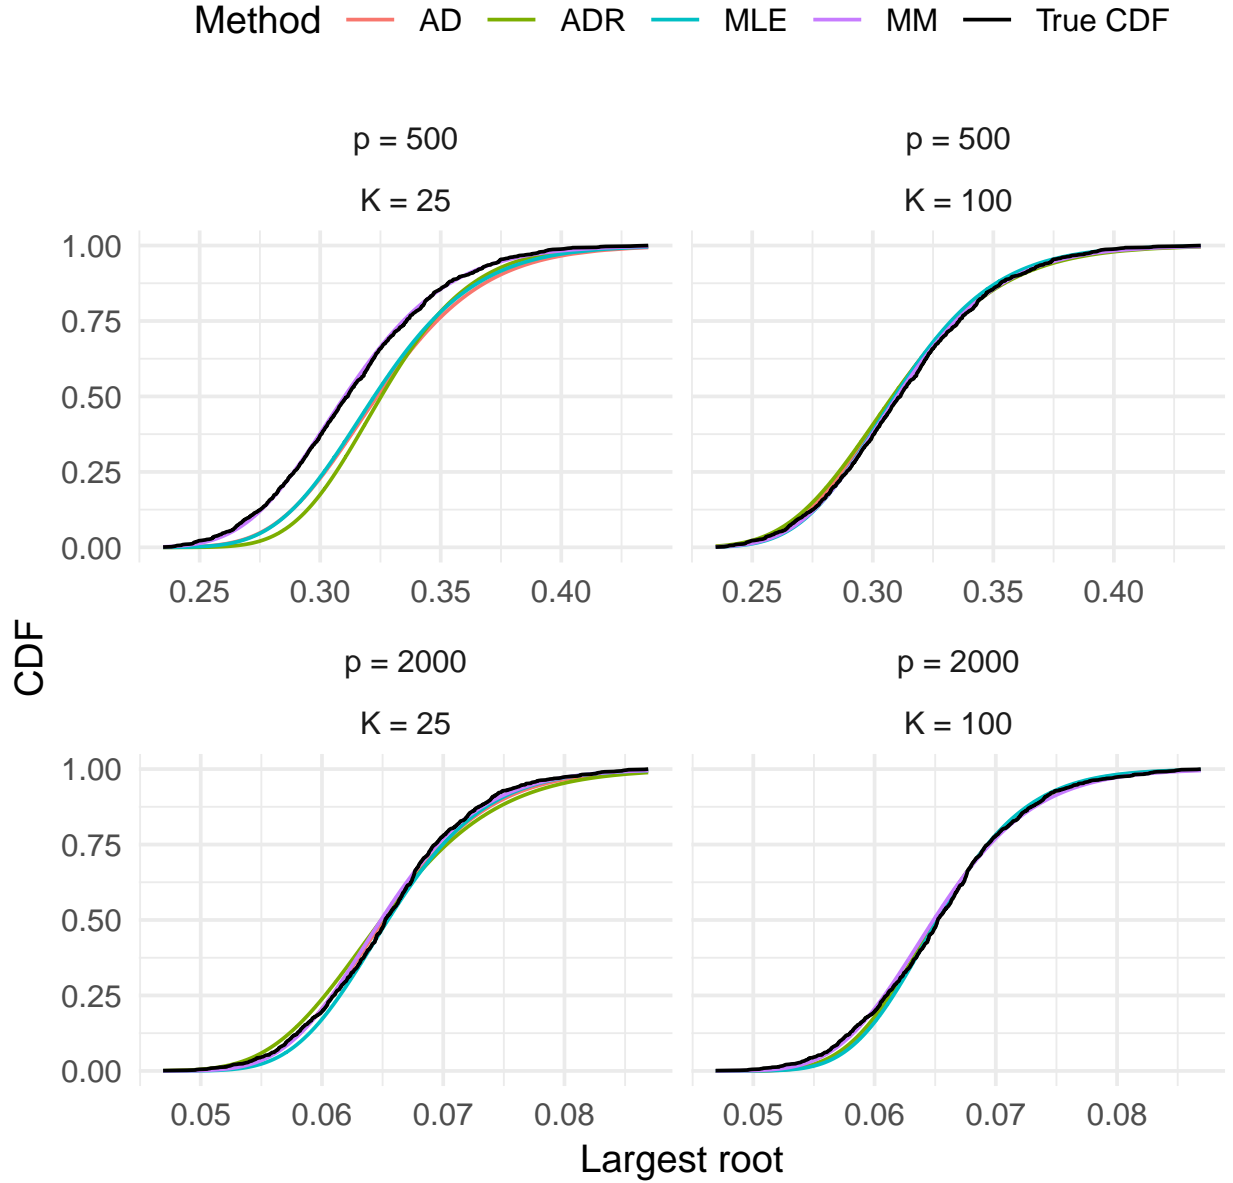 Method AD ADR MLE MM True CDF
p = 500 p = 500
K = 25 K = 100
1.00
0.75
0.50
0.25
0.00
0.25 0.30 0.35 0.40 0.25 0.30 0.35 0.40
CDF
p = 2000 p = 2000
K = 25 K = 100
1.00
0.75
0.50
0.25
0.00
0.05 0.06 0.07 0.08 0.05 0.06 0.07 0.08
Largest root